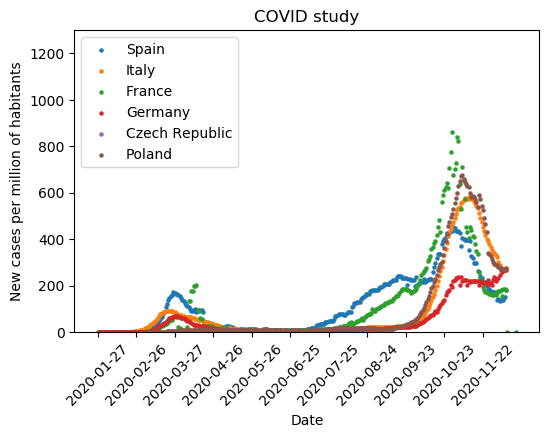 COVID study
New cases per million of habitants
1200
1000
800
600
400
200
0
Spain
Italy
France
Germany
Czech Republic
Poland
2020-01-27
2020-02-26
2020-03-27
2020-04-26
2020-05-26
2020-06-25
2020-07-25
2020-08-24
2020-09-23
2020-10-23
2020-11-22
Date